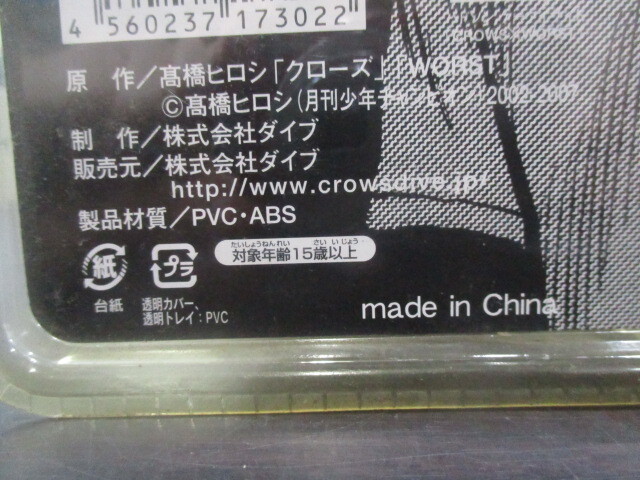 4 560237 173022
(CROWS×WORST)
原 作／髙橋ヒロシ「クローズ」「WORST」
©髙橋ヒロシ(月刊少年チャンピオン) 2002-2007
制 作／株式会社ダイブ
販売元／株式会社ダイブ
http://www.crowsdive.jp/
製品材質／PVC・ABS
たいしょうねんれい さい いじょう
対象年齢15歳以上
紙
プラ
台紙
透明カバー、
透明トレイ：PVC
made in China